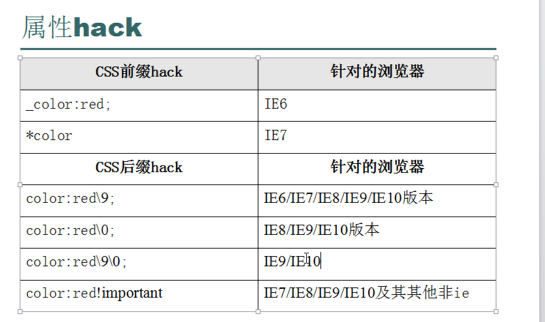 属性hack
CSS前缀hack 针对的浏览器
_color:red; IE6
*color IE7
CSS后缀hack 针对的浏览器
color:red\9; IE6/IE7/IE8/IE9/IE10版本
color:red\0; IE8/IE9/IE10版本
color:red\9\0; IE9/IE10
color:red!important IE7/IE8/IE9/IE10及其其他非ie